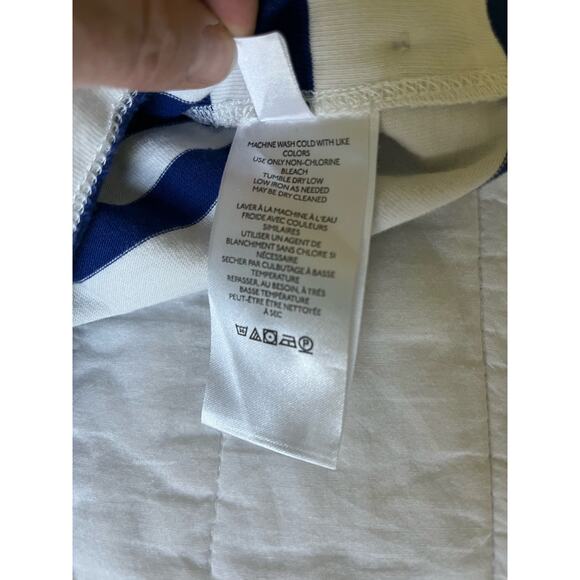 MACHINE WASH COLD WITH LIKE
COLORS
USE ONLY NON-CHLORINE
BLEACH
TUMBLE DRY LOW
LOW IRON AS NEEDED
MAY BE DRY CLEANED
LAVER À LA MACHINE À L'EAU
FROIDE AVEC COULEURS
SIMILAIRES
UTILISER UN AGENT DE
BLANCHIMENT SANS CHLORE SI
NÉCESSAIRE
SECHER PAR CULBUTAGE À BASSE
TEMPERATURE
REPASSER, AU BESOIN, À TRÈS
BASSE TEMPÉRATURE
PEUT-ÊTRE ÊTRE NETTOYÉE
À SEC
P